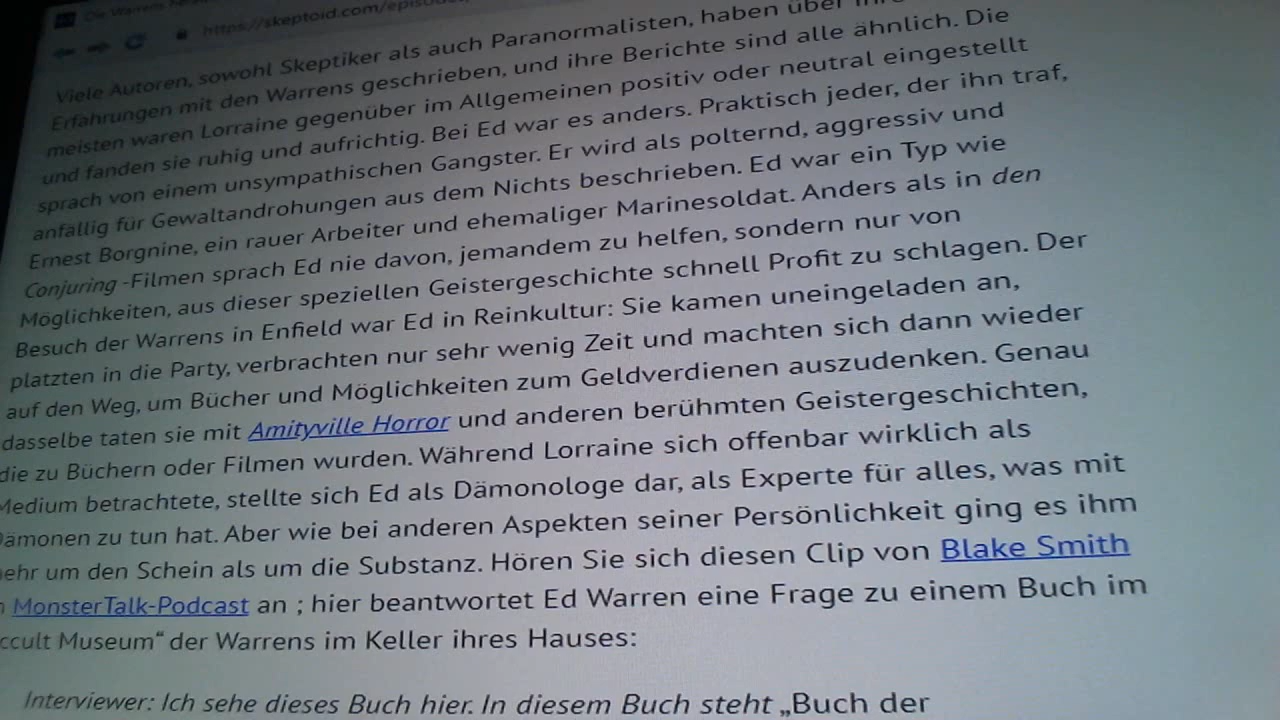 Die Warrens
https://skeptoid.com/episodes
Viele Autoren, sowohl Skeptiker als auch Paranormalisten, haben über ihre
Erfahrungen mit den Warrens geschrieben, und ihre Berichte sind alle ähnlich. Die
meisten waren Lorraine gegenüber im Allgemeinen positiv oder neutral eingestellt
und fanden sie ruhig und aufrichtig. Bei Ed war es anders. Praktisch jeder, der ihn traf,
sprach von einem unsympathischen Gangster. Er wird als polternd, aggressiv und
anfällig für Gewaltandrohungen aus dem Nichts beschrieben. Ed war ein Typ wie
Ernest Borgnine, ein rauer Arbeiter und ehemaliger Marinesoldat. Anders als in den
Conjuring -Filmen sprach Ed nie davon, jemandem zu helfen, sondern nur von
Möglichkeiten, aus dieser speziellen Geistergeschichte schnell Profit zu schlagen. Der
Besuch der Warrens in Enfield war Ed in Reinkultur: Sie kamen uneingeladen an,
platzten in die Party, verbrachten nur sehr wenig Zeit und machten sich dann wieder
auf den Weg, um Bücher und Möglichkeiten zum Geldverdienen auszudenken. Genau
dasselbe taten sie mit Amityville Horror und anderen berühmten Geistergeschichten,
die zu Büchern oder Filmen wurden. Während Lorraine sich offenbar wirklich als
Medium betrachtete, stellte sich Ed als Dämonologe dar, als Experte für alles, was mit
Dämonen zu tun hat. Aber wie bei anderen Aspekten seiner Persönlichkeit ging es ihm
ehr um den Schein als um die Substanz. Hören Sie sich diesen Clip von Blake Smith
MonsterTalk-Podcast an ; hier beantwortet Ed Warren eine Frage zu einem Buch im
ccult Museum“ der Warrens im Keller ihres Hauses:
Interviewer: Ich sehe dieses Buch hier. In diesem Buch steht „Buch der